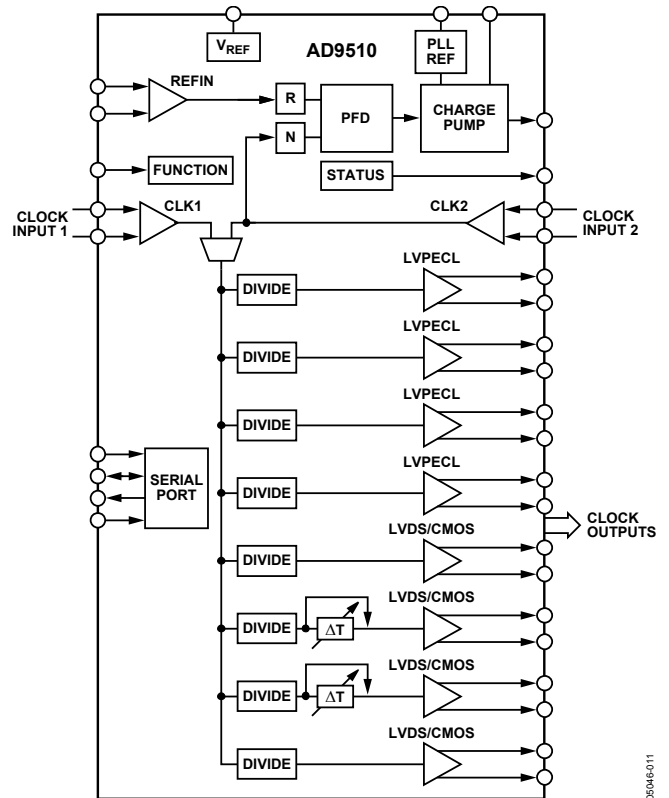 VREF
AD9510
PLL
REF
REFIN
R
PFD
CHARGE
PUMP
N
FUNCTION
STATUS
CLOCK
INPUT 1
CLK1
CLK2
CLOCK
INPUT 2
LVPECL
DIVIDE
LVPECL
DIVIDE
LVPECL
DIVIDE
SERIAL
PORT
LVPECL
DIVIDE
CLOCK
OUTPUTS
LVDS/CMOS
DIVIDE
LVDS/CMOS
DIVIDE
ΔT
LVDS/CMOS
DIVIDE
ΔT
LVDS/CMOS
DIVIDE
05046-011